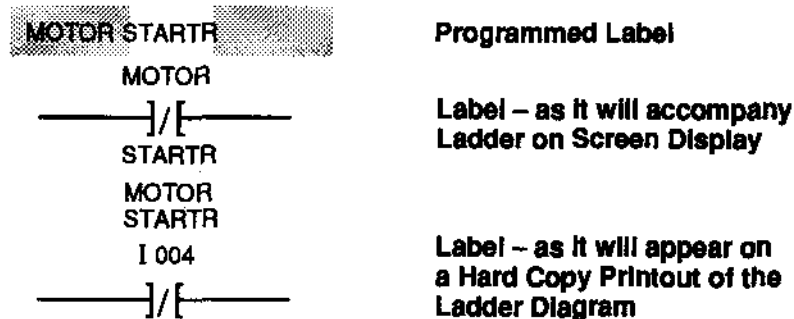 MOTOR STARTR
Programmed Label
MOTOR
STARTR
Label – as it will accompany
Ladder on Screen Display
MOTOR
STARTR
I 004
Label – as it will appear on
a Hard Copy Printout of the
Ladder Diagram